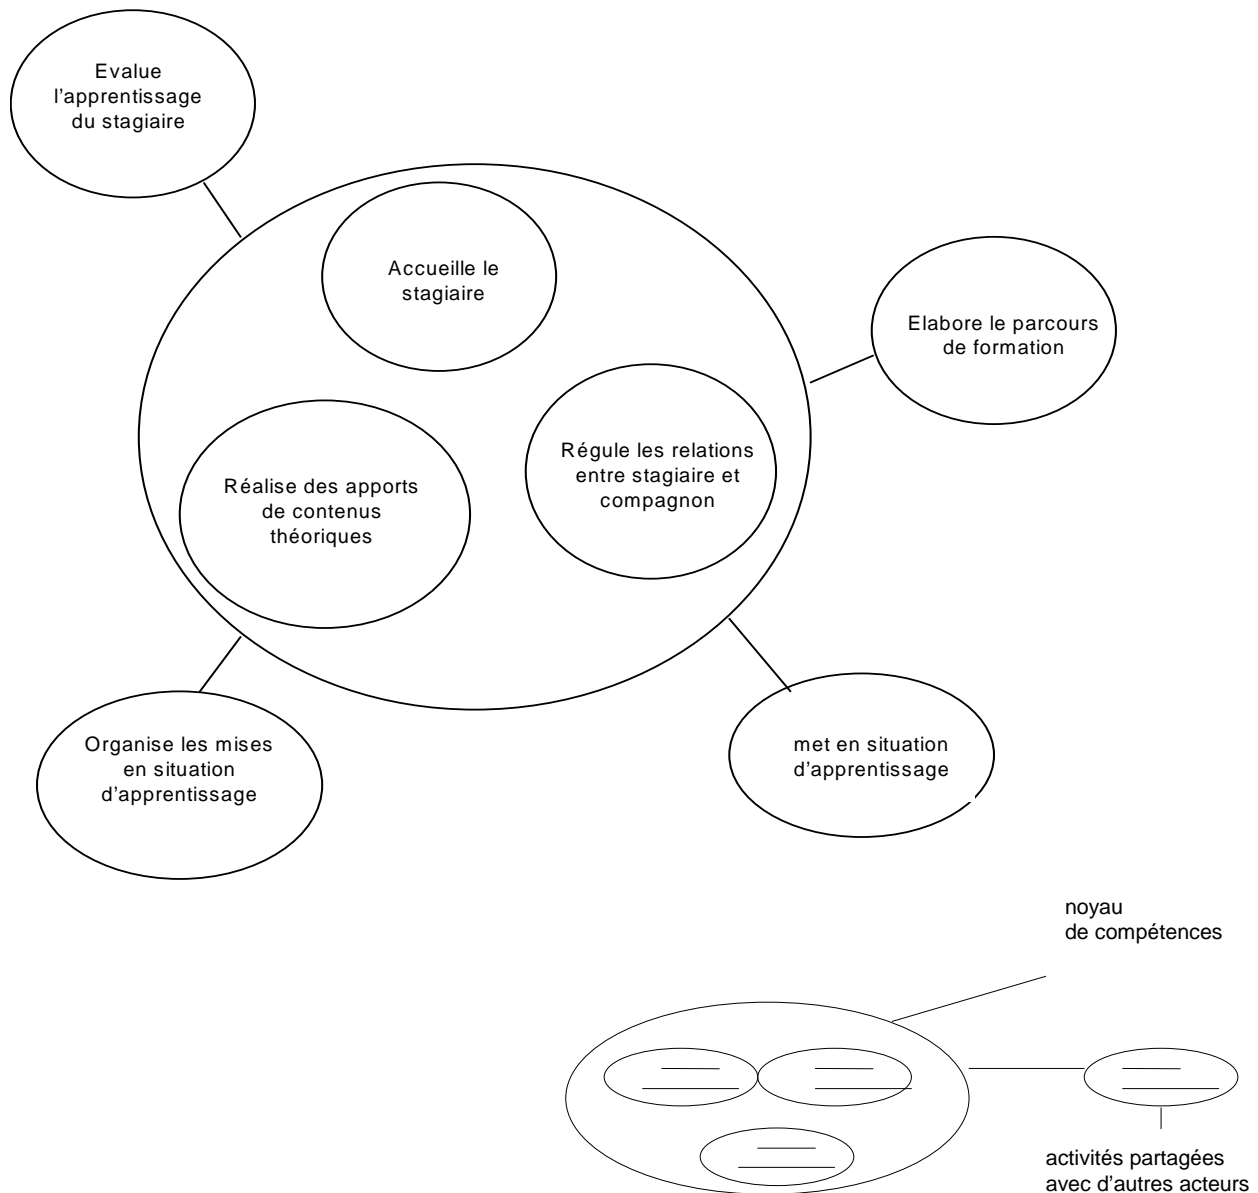 Evalue
l'apprentissage
du stagiaire
Accueille le
stagiaire
Elabore le parcours
de formation
Régule les relations
entre stagiaire et
compagnon
Réalise des apports
de contenus
théoriques
Organise les mises
en situation
d'apprentissage
met en situation
d'apprentissage
noyau
de compétences
activités partagées
avec d'autres acteurs